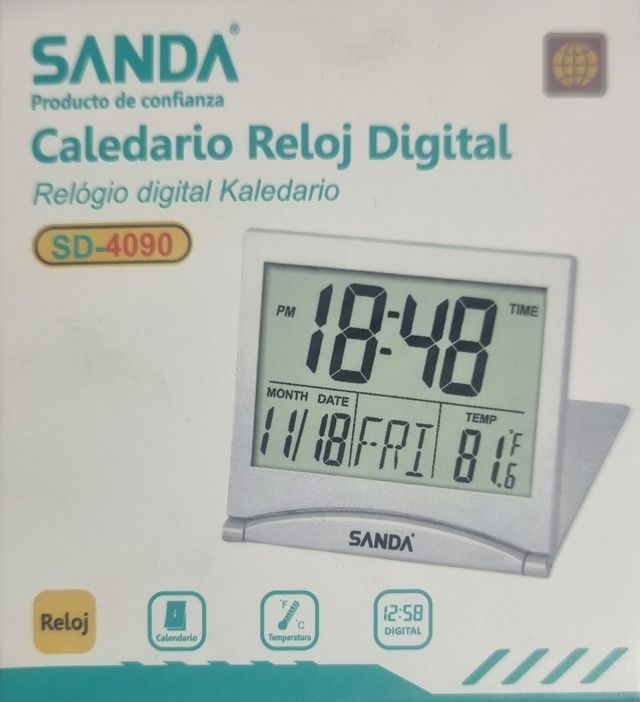 SANDA®
Producto de confianza
Caledario Reloj Digital
Relógio digital Kaledario
SD-4090
PM 18:48 TIME
MONTH DATE TEMP
11/18 FRI 81.6 °F
SANDA
Reloj
Calendario
°F °C
Temperatura
12:58
DIGITAL